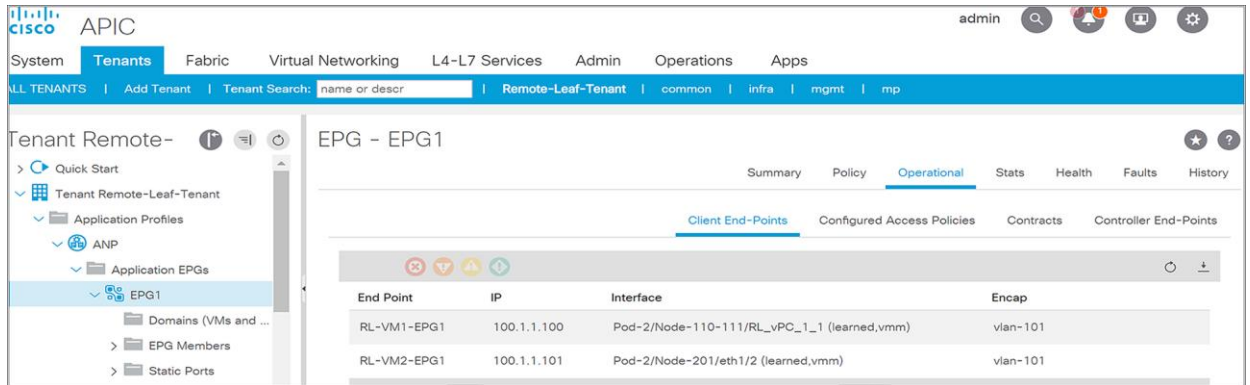 CISCO APIC admin
System Tenants Fabric Virtual Networking L4-L7 Services Admin Operations Apps
ALL TENANTS | Add Tenant | Tenant Search: name or descr | Remote-Leaf-Tenant | common | infra | mgmt | mp
Tenant Remote-
EPG - EPG1
Quick Start
Summary Policy Operational Stats Health Faults History
Tenant Remote-Leaf-Tenant
Application Profiles
Client End-Points Configured Access Policies Contracts Controller End-Points
ANP
Application EPGs
EPG1
End Point IP Interface Encap
Domains (VMs and ...
RL-VM1-EPG1 100.1.1.100 Pod-2/Node-110-111/RL_vPC_1_1 (learned,vmm) vlan-101
EPG Members
RL-VM2-EPG1 100.1.1.101 Pod-2/Node-201/eth1/2 (learned,vmm) vlan-101
Static Ports